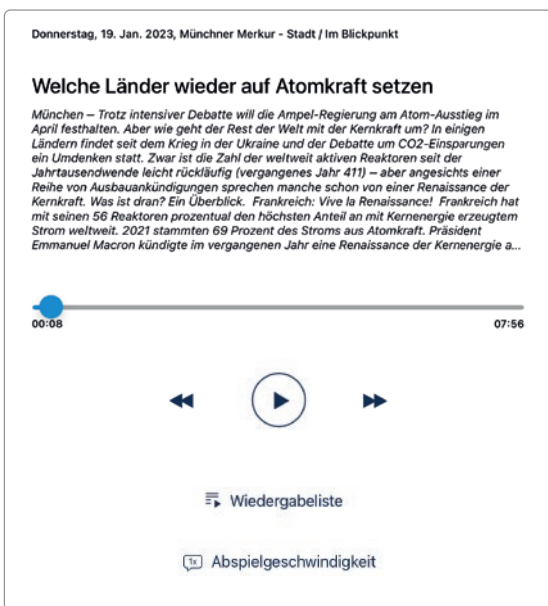 Donnerstag, 19. Jan. 2023, Münchner Merkur - Stadt / Im Blickpunkt
Welche Länder wieder auf Atomkraft setzen
München – Trotz intensiver Debatte will die Ampel-Regierung am Atom-Ausstieg im
April festhalten. Aber wie geht der Rest der Welt mit der Kernkraft um? In einigen
Ländern findet seit dem Krieg in der Ukraine und der Debatte um CO2-Einsparungen
ein Umdenken statt. Zwar ist die Zahl der weltweit aktiven Reaktoren seit der
Jahrtausendwende leicht rückläufig (vergangenes Jahr 411) – aber angesichts einer
Reihe von Ausbauankündigungen sprechen manche schon von einer Renaissance der
Kernkraft. Was ist dran? Ein Überblick. Frankreich: Vive la Renaissance! Frankreich hat
mit seinen 56 Reaktoren prozentual den höchsten Anteil an mit Kernenergie erzeugtem
Strom weltweit. 2021 stammten 69 Prozent des Stroms aus Atomkraft. Präsident
Emmanuel Macron kündigte im vergangenen Jahr eine Renaissance der Kernenergie a...
00:08 07:56
Wiedergabeliste
1x Abspielgeschwindigkeit